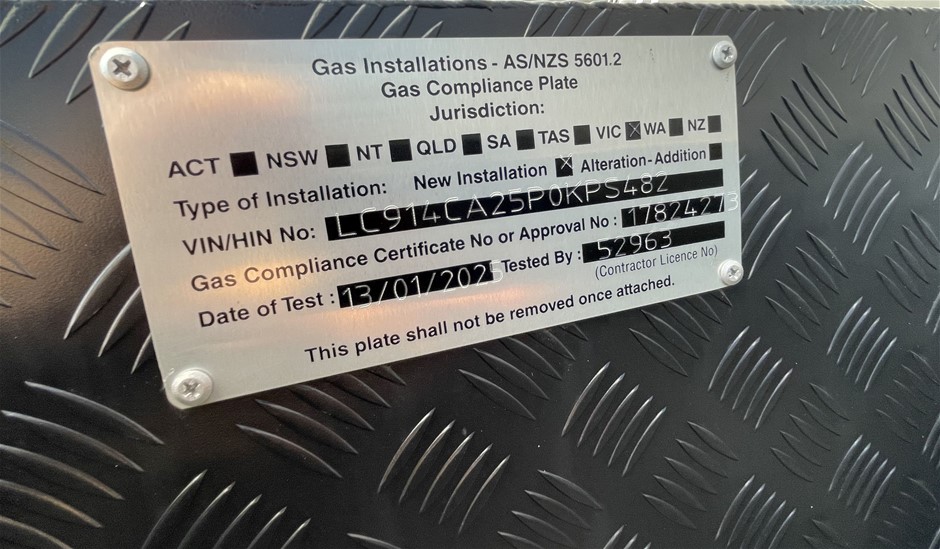 Gas Installations - AS/NZS 5601.2
Gas Compliance Plate
Jurisdiction:
ACT NSW NT QLD SA TAS VIC WA NZ
Type of Installation: New Installation Alteration-Addition
VIN/HIN No: LC914CA25P0KPS482
Gas Compliance Certificate No or Approval No: 17824273
Date of Test : 13/01/2025 Tested By : 52963
(Contractor Licence No)
This plate shall not be removed once attached.